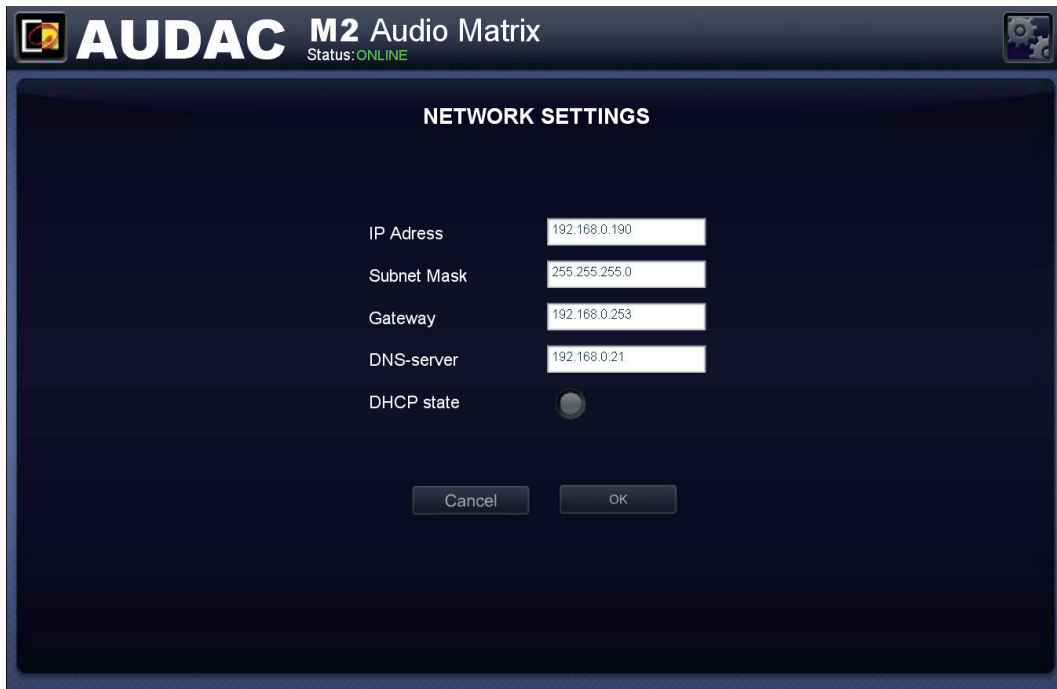 AUDAC M2 Audio Matrix
Status: ONLINE
NETWORK SETTINGS
IP Adress 192.168.0.190
Subnet Mask 255.255.255.0
Gateway 192.168.0.253
DNS-server 192.168.0.21
DHCP state
Cancel OK